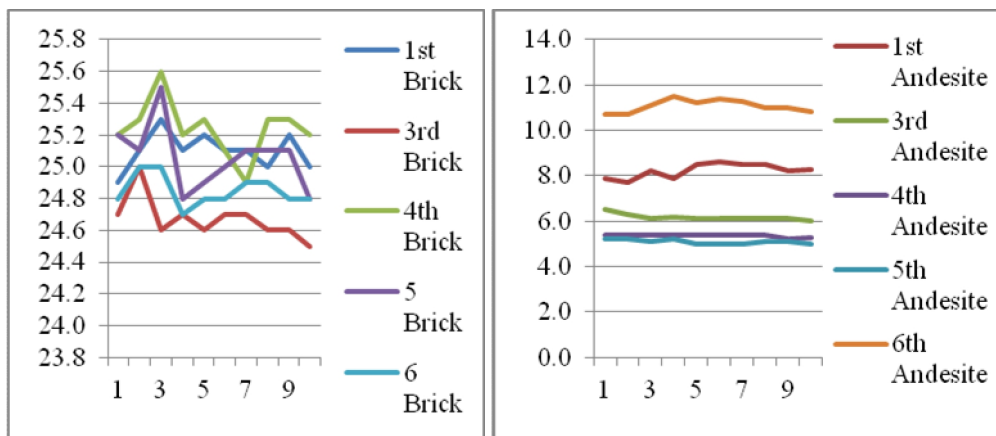 25.8
25.6
25.4
25.2
25.0
24.8
24.6
24.4
24.2
24.0
23.8
1 3 5 7 9
1st
Brick
3rd
Brick
4th
Brick
5
Brick
6
Brick
14.0
12.0
10.0
8.0
6.0
4.0
2.0
0.0
1 3 5 7 9
1st
Andesite
3rd
Andesite
4th
Andesite
5th
Andesite
6th
Andesite